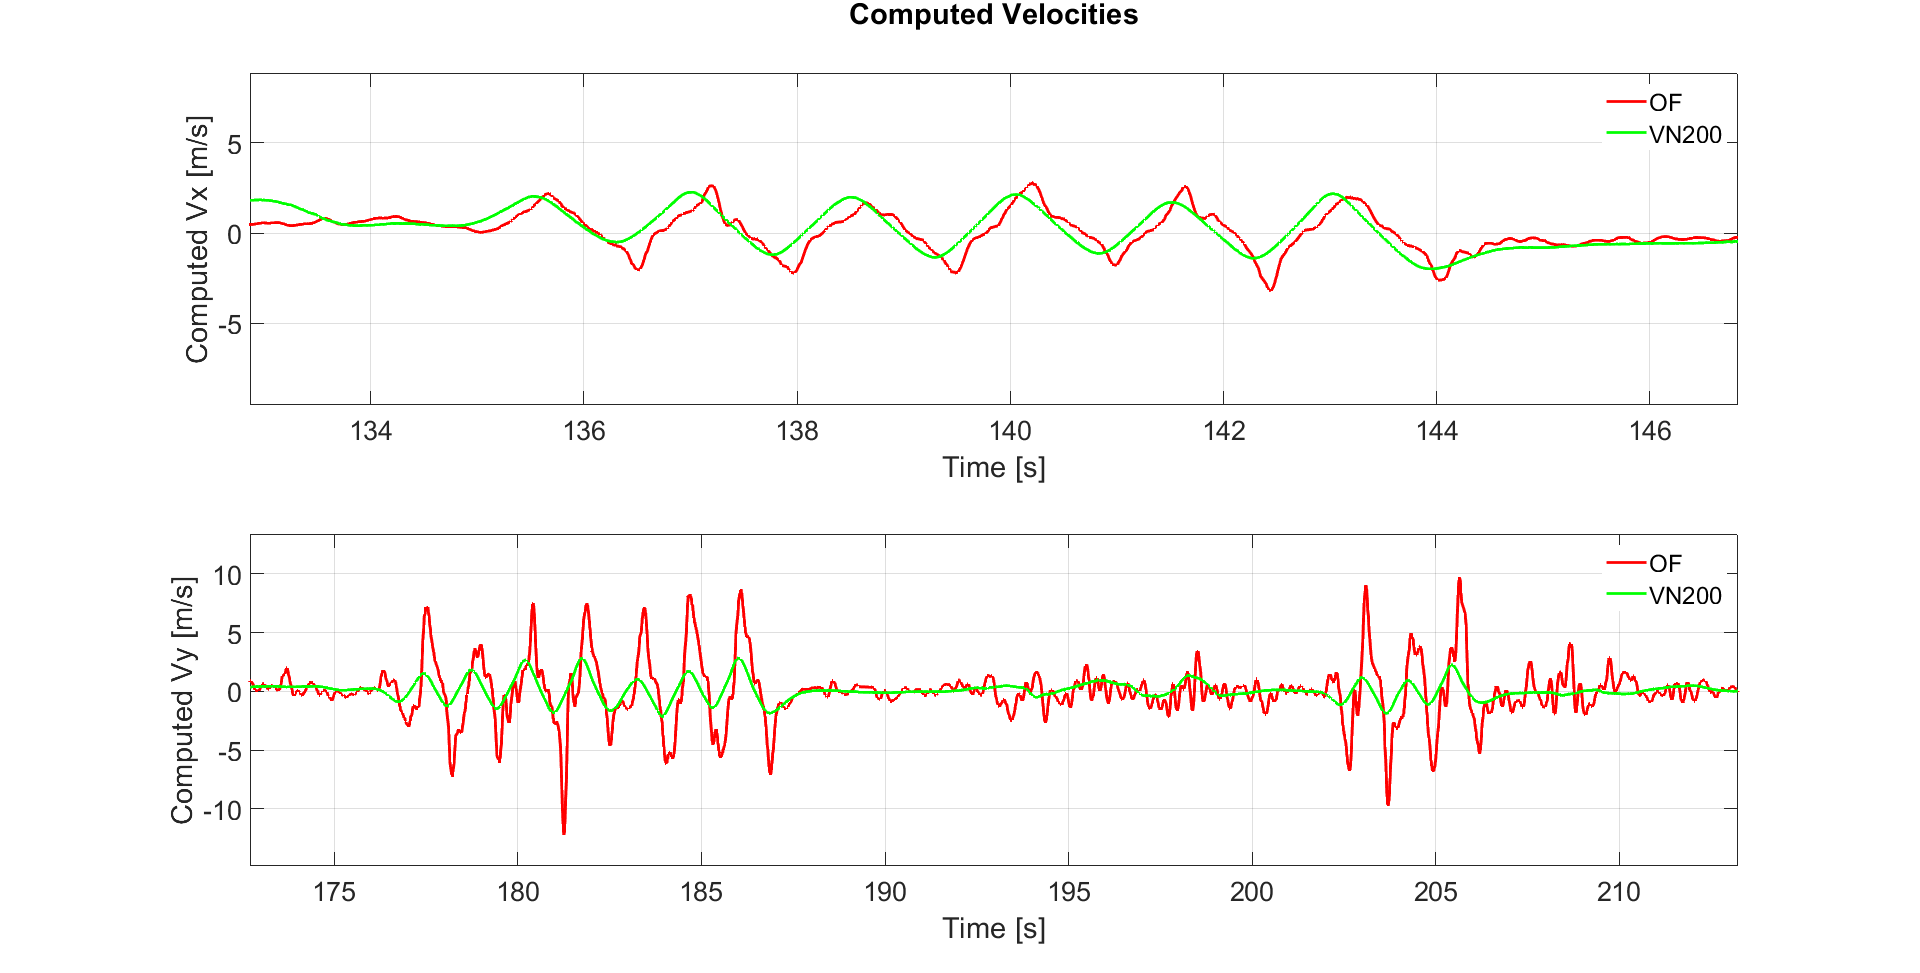 Computed Velocities
Computed Vx [m/s]
5
0
-5
OF
VN200
134 136 138 140 142 144 146
Time [s]
Computed Vy [m/s]
10
5
0
-5
-10
OF
VN200
175 180 185 190 195 200 205 210
Time [s]